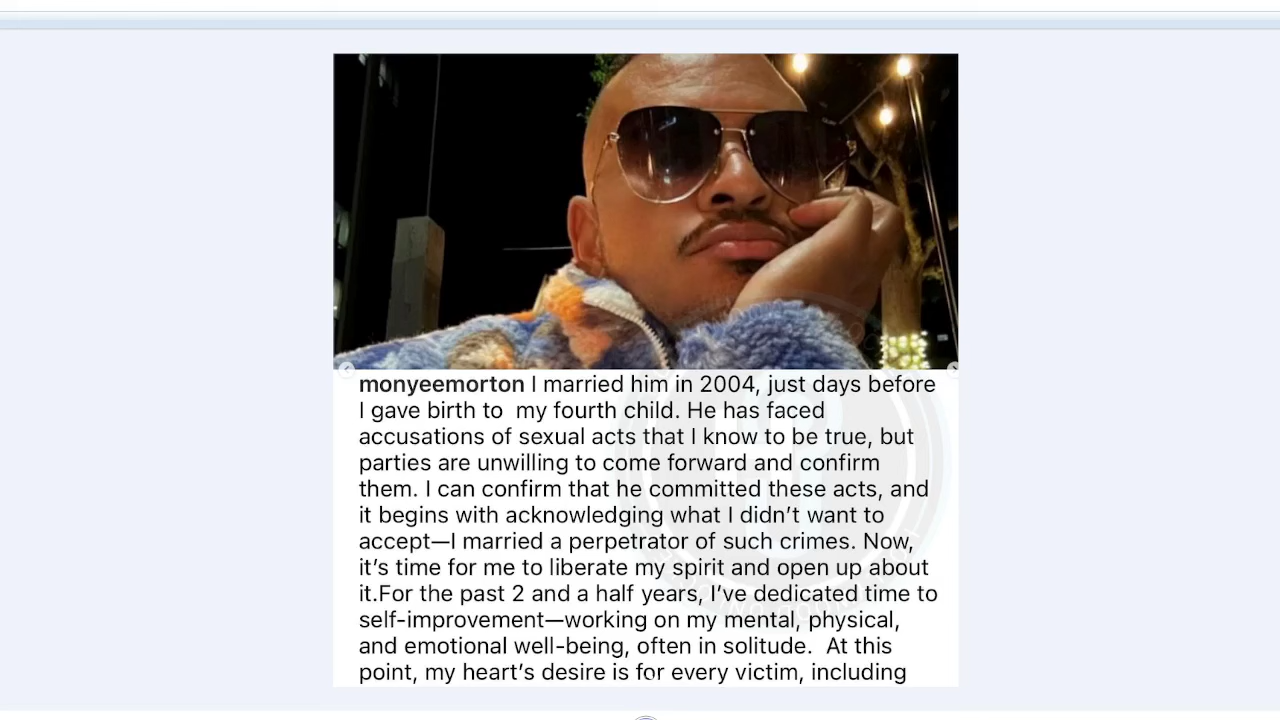 monyeemorton I married him in 2004, just days before
I gave birth to  my fourth child. He has faced
accusations of sexual acts that I know to be true, but
parties are unwilling to come forward and confirm
them. I can confirm that he committed these acts, and
it begins with acknowledging what I didn’t want to
accept—I married a perpetrator of such crimes. Now,
it’s time for me to liberate my spirit and open up about
it.For the past 2 and a half years, I’ve dedicated time to
self-improvement—working on my mental, physical,
and emotional well-being, often in solitude.  At this
point, my heart’s desire is for every victim, including